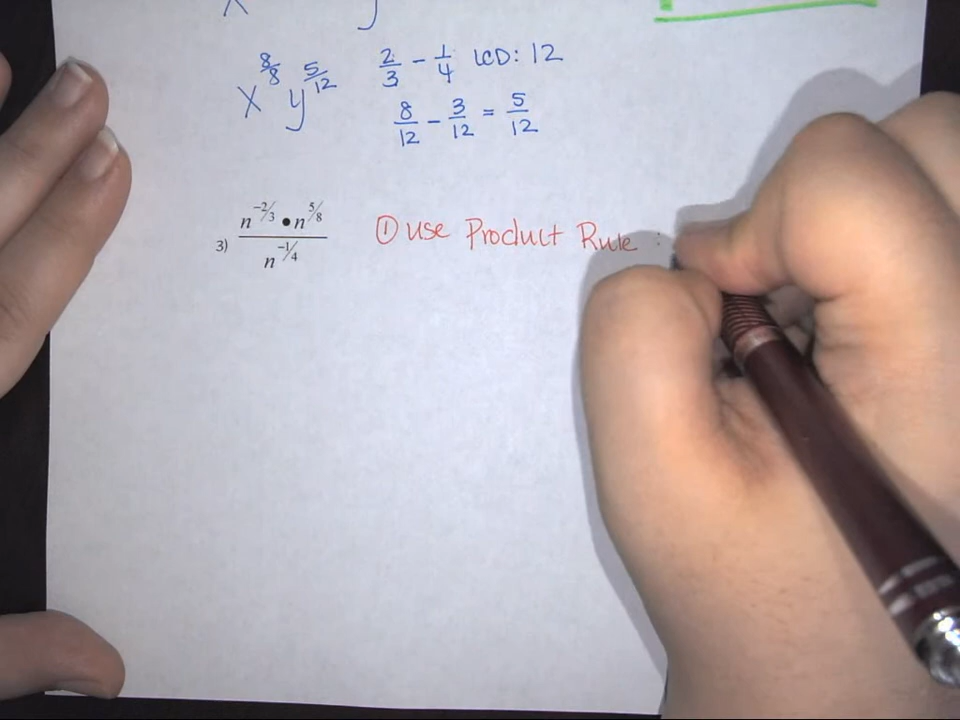 x y
x^8/8 y^5/12 2/3 - 1/4 LCD: 12
8/12 - 3/12 = 5/12
3) n^-2/3 • n^5/8 / n^-1/4 ① use Product Rule :